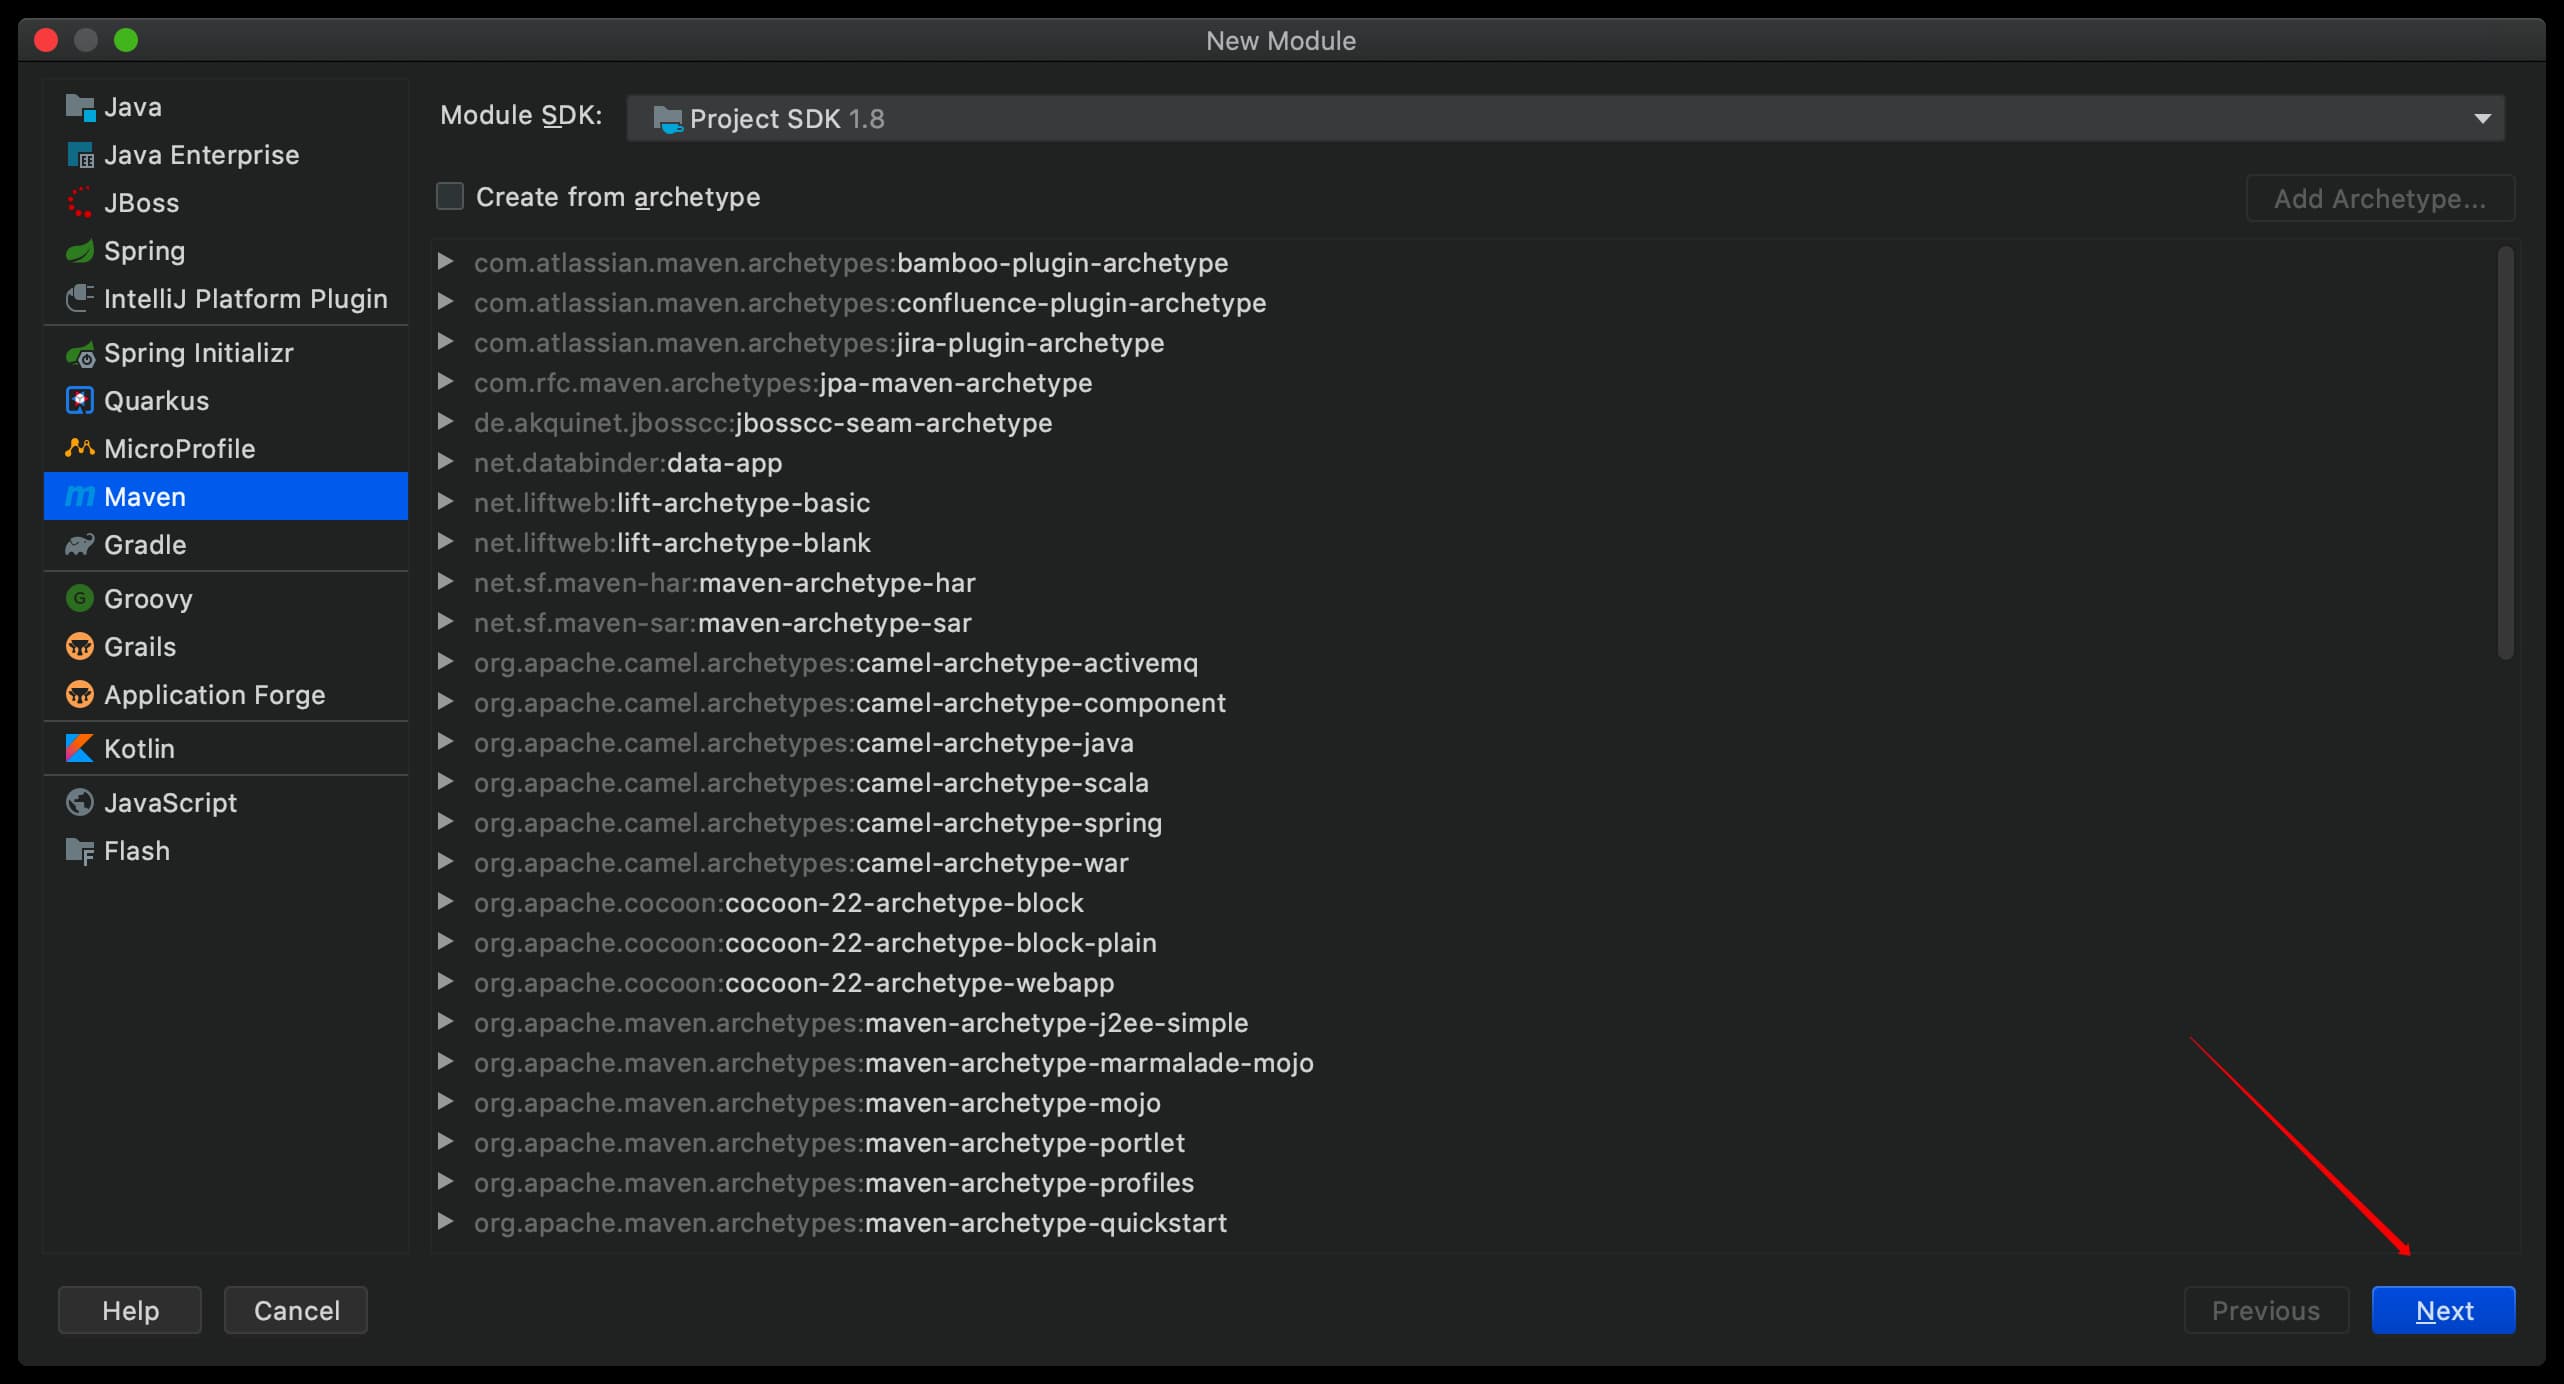 New Module
Java
Java Enterprise
JBoss
Spring
IntelliJ Platform Plugin
Spring Initializr
Quarkus
MicroProfile
Maven
Gradle
Groovy
Grails
Application Forge
Kotlin
JavaScript
Flash
Module SDK: Project SDK 1.8
Create from archetype
Add Archetype...
com.atlassian.maven.archetypes:bamboo-plugin-archetype
com.atlassian.maven.archetypes:confluence-plugin-archetype
com.atlassian.maven.archetypes:jira-plugin-archetype
com.rfc.maven.archetypes:jpa-maven-archetype
de.akquinet.jbosscc:jbosscc-seam-archetype
net.databinder:data-app
net.liftweb:lift-archetype-basic
net.liftweb:lift-archetype-blank
net.sf.maven-har:maven-archetype-har
net.sf.maven-sar:maven-archetype-sar
org.apache.camel.archetypes:camel-archetype-activemq
org.apache.camel.archetypes:camel-archetype-component
org.apache.camel.archetypes:camel-archetype-java
org.apache.camel.archetypes:camel-archetype-scala
org.apache.camel.archetypes:camel-archetype-spring
org.apache.camel.archetypes:camel-archetype-war
org.apache.cocoon:cocoon-22-archetype-block
org.apache.cocoon:cocoon-22-archetype-block-plain
org.apache.cocoon:cocoon-22-archetype-webapp
org.apache.maven.archetypes:maven-archetype-j2ee-simple
org.apache.maven.archetypes:maven-archetype-marmalade-mojo
org.apache.maven.archetypes:maven-archetype-mojo
org.apache.maven.archetypes:maven-archetype-portlet
org.apache.maven.archetypes:maven-archetype-profiles
org.apache.maven.archetypes:maven-archetype-quickstart
Help
Cancel
Previous
Next